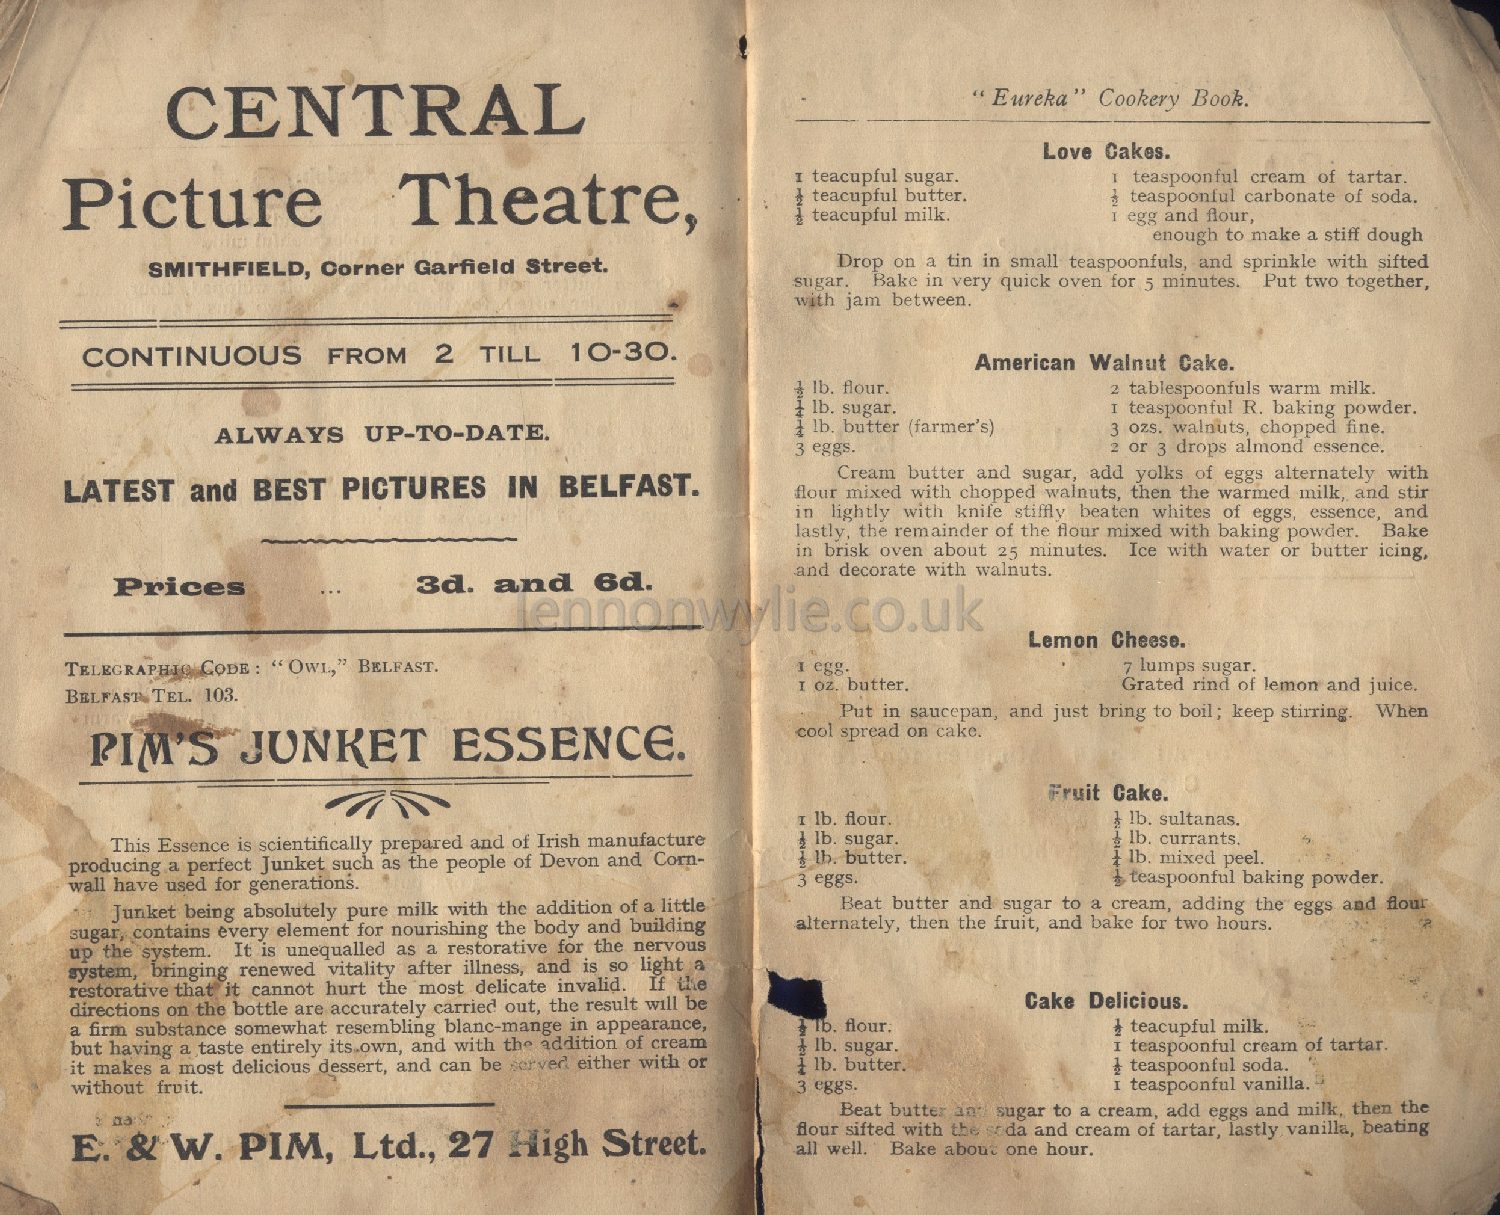 CENTRAL
Picture Theatre,
SMITHFIELD, Corner Garfield Street.
CONTINUOUS FROM 2 TILL 10-30.
ALWAYS UP-TO-DATE.
LATEST and BEST PICTURES IN BELFAST.
Prices ... 3d. and 6d.
TELEGRAPHIC CODE: "OWL," BELFAST.
BELFAST TEL. 103.
PIM'S JUNKET ESSENCE.
This Essence is scientifically prepared and of Irish manufacture
producing a perfect Junket such as the people of Devon and Corn-
wall have used for generations.
Junket being absolutely pure milk with the addition of a little
sugar, contains every element for nourishing the body and building
up the system. It is unequalled as a restorative for the nervous
system, bringing renewed vitality after illness, and is so light a
restorative that it cannot hurt the most delicate invalid. If the
directions on the bottle are accurately carried out, the result will be
a firm substance somewhat resembling blanc-mange in appearance,
but having a taste entirely its own, and with the addition of cream
it makes a most delicious dessert, and can be served either with or
without fruit.
E. & W. PIM, Ltd., 27 High Street.
"Eureka" Cookery Book.
Love Cakes.
1 teacupful sugar. 1 teaspoonful cream of tartar.
½ teacupful butter. ½ teaspoonful carbonate of soda.
½ teacupful milk. 1 egg and flour,
enough to make a stiff dough
Drop on a tin in small teaspoonfuls, and sprinkle with sifted
sugar. Bake in very quick oven for 5 minutes. Put two together,
with jam between.
American Walnut Cake.
½ lb. flour. 2 tablespoonfuls warm milk.
¼ lb. sugar. 1 teaspoonful R. baking powder.
¼ lb. butter (farmer's) 3 ozs. walnuts, chopped fine.
3 eggs. 2 or 3 drops almond essence.
Cream butter and sugar, add yolks of eggs alternately with
flour mixed with chopped walnuts, then the warmed milk, and stir
in lightly with knife stiffly beaten whites of eggs, essence, and
lastly, the remainder of the flour mixed with baking powder. Bake
in brisk oven about 25 minutes. Ice with water or butter icing,
and decorate with walnuts.
lennonwylie.co.uk
Lemon Cheese.
1 egg. 7 lumps sugar.
1 oz. butter. Grated rind of lemon and juice.
Put in saucepan, and just bring to boil; keep stirring. When
cool spread on cake.
Fruit Cake.
1 lb. flour. ½ lb. sultanas.
½ lb. sugar. ½ lb. currants.
½ lb. butter. ¼ lb. mixed peel.
3 eggs. ½ teaspoonful baking powder.
Beat butter and sugar to a cream, adding the eggs and flour
alternately, then the fruit, and bake for two hours.
Cake Delicious.
½ lb. flour. ½ teacupful milk.
½ lb. sugar. 1 teaspoonful cream of tartar.
¼ lb. butter. ½ teaspoonful soda.
3 eggs. 1 teaspoonful vanilla.
Beat butter and sugar to a cream, add eggs and milk, then the
flour sifted with the soda and cream of tartar, lastly vanilla, beating
all well. Bake about one hour.